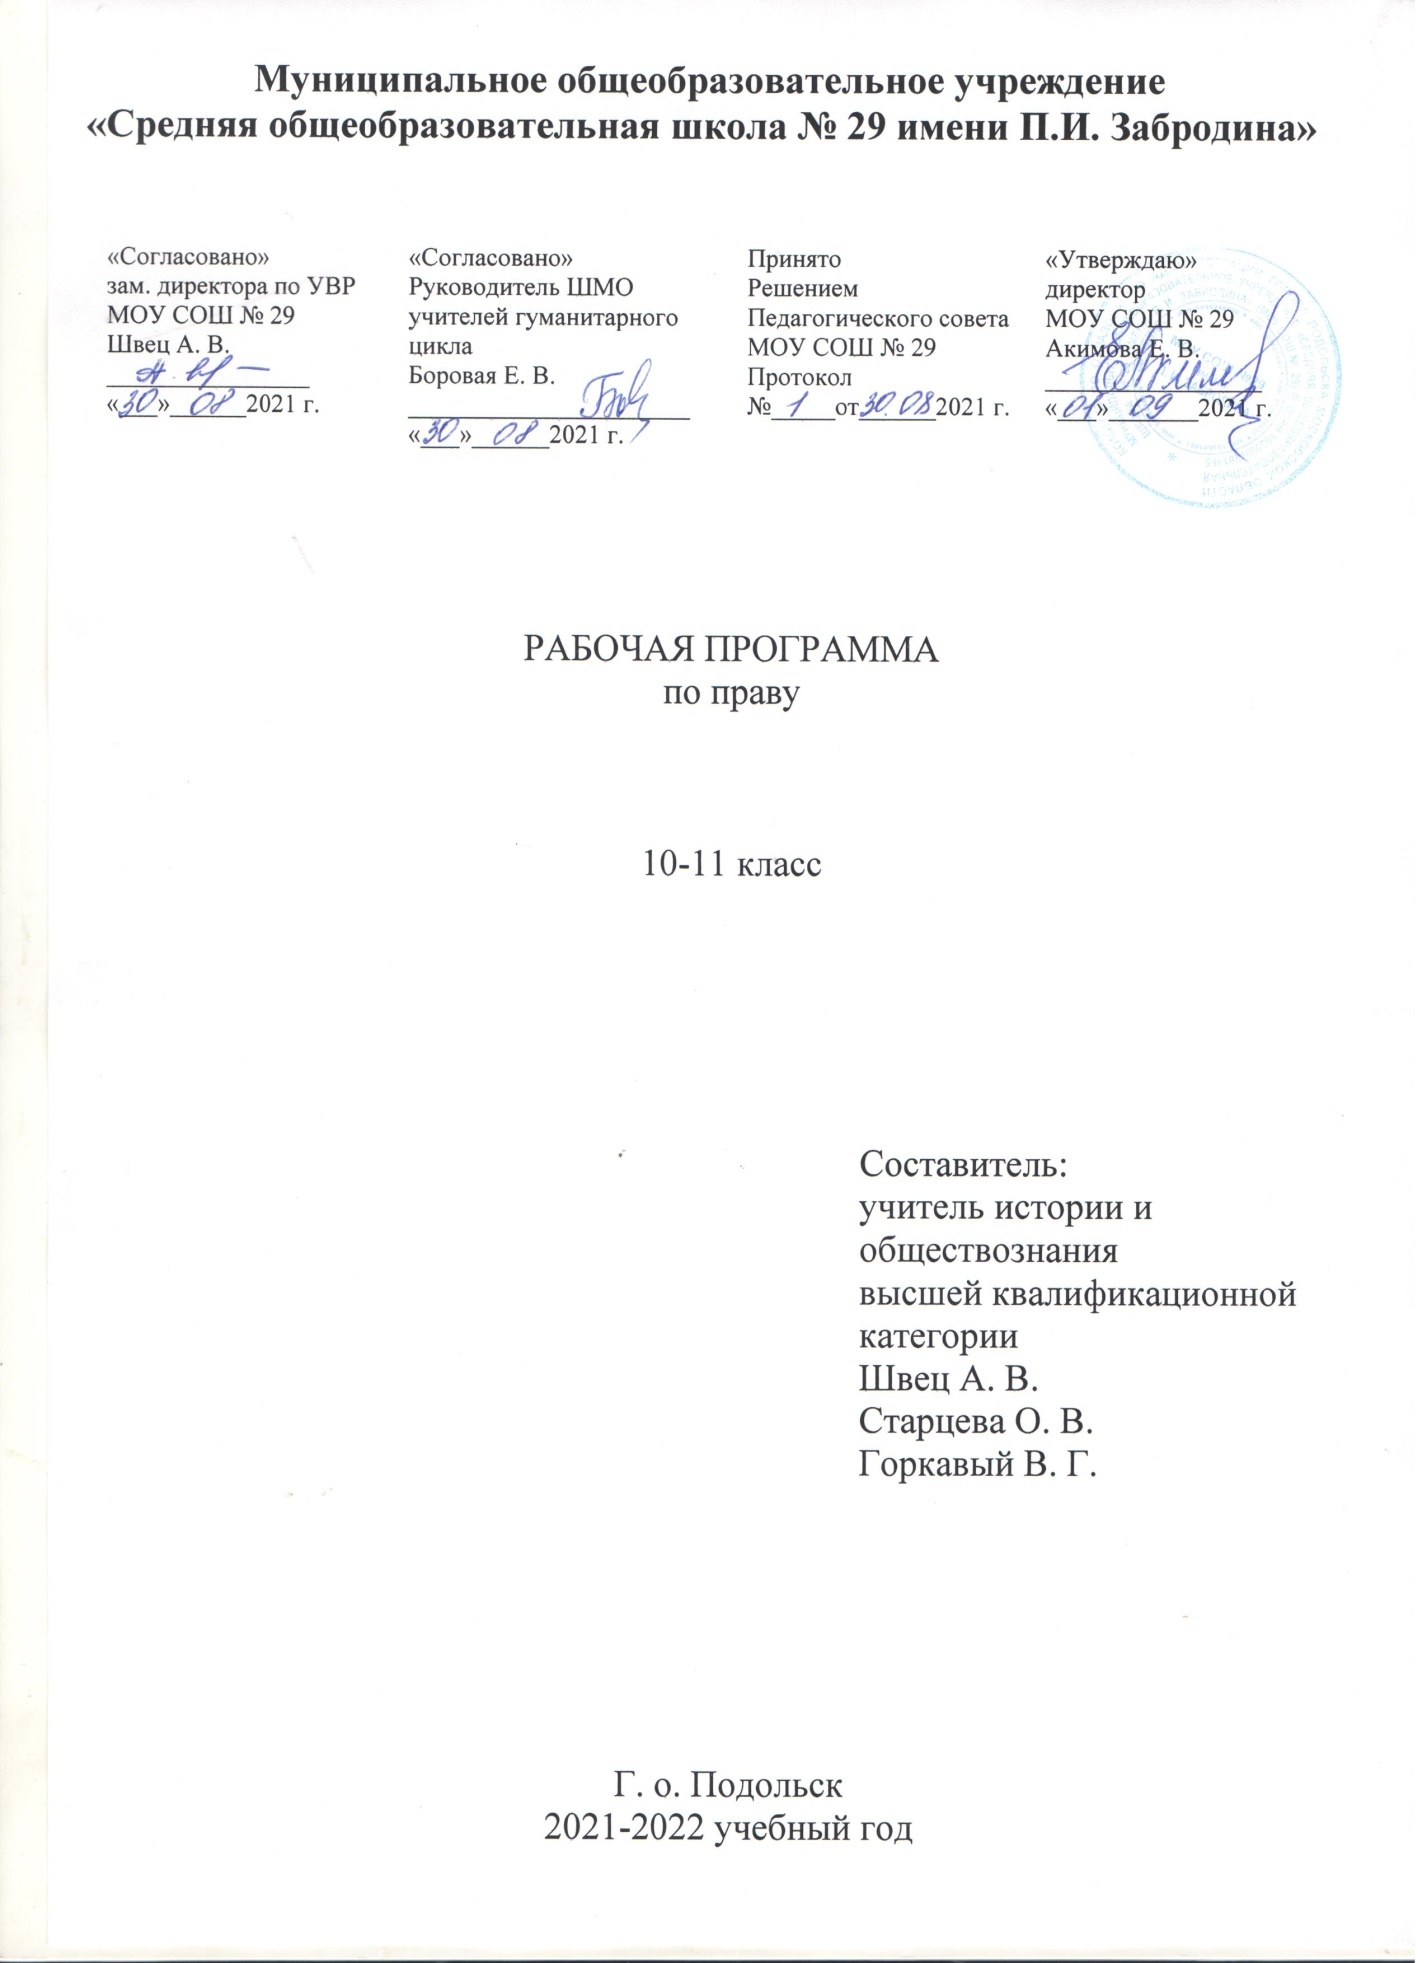 Муниципальное общеобразовательное учреждение
«Средняя общеобразовательная школа № 29 имени П.И. Забродина»
«Согласовано»
зам. директора по УВР
МОУ СОШ № 29
Швец А. В.
«30» 08 2021 г.
«Согласовано»
Руководитель ШМО
учителей гуманитарного
цикла
Боровая Е. В.
«30» 08 2021 г.
Принято
Решением
Педагогического совета
МОУ СОШ № 29
Протокол
№ 1 от 30.08 2021 г.
«Утверждаю»
директор
МОУ СОШ № 29
Акимова Е. В.
«01» 09 2021 г.
РАБОЧАЯ ПРОГРАММА
по праву
10-11 класс
Составитель:
учитель истории и
обществознания
высшей квалификационной
категории
Швец А. В.
Старцева О. В.
Горкавый В. Г.
Г. о. Подольск
2021-2022 учебный год